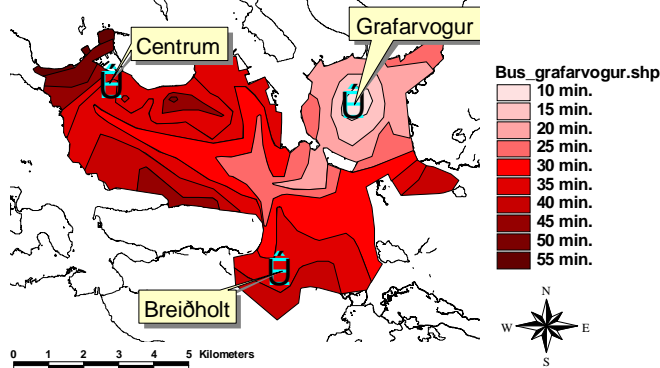 Grafarvogur
Centrum
Bus_grafarvogur.shp
10 min.
15 min.
20 min.
25 min.
30 min.
35 min.
40 min.
45 min.
50 min.
55 min.
Breiðholt
N
W E
S
0 1 2 3 4 5 Kilometers